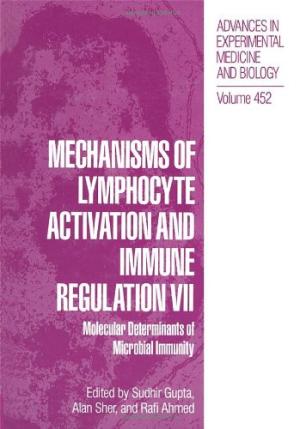 ADVANCES IN
EXPERIMENTAL
MEDICINE
AND BIOLOGY
Volume 452
MECHANISMS OF
LYMPHOCYTE
ACTIVATION AND
IMMUNE
REGULATION VII
Molecular Determinants of
Microbial Immunity
Edited by Sudhir Gupta,
Alan Sher, and Rafi Ahmed